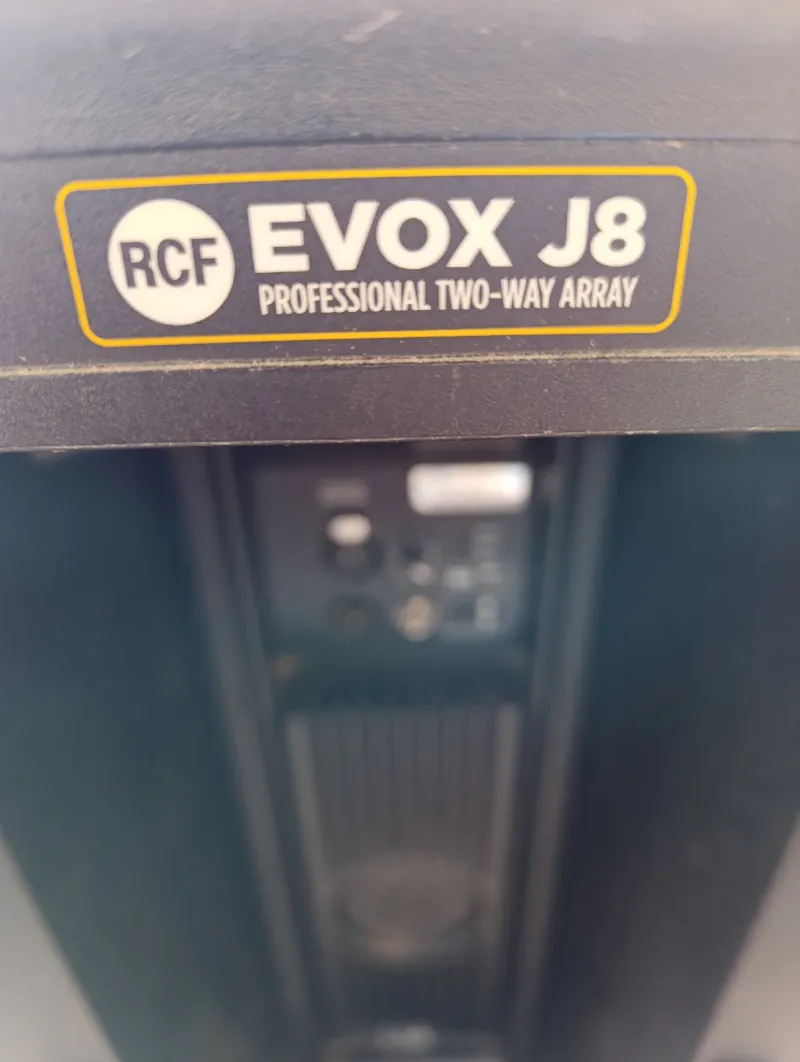 RCF
EVOX J8
PROFESSIONAL TWO-WAY ARRAY